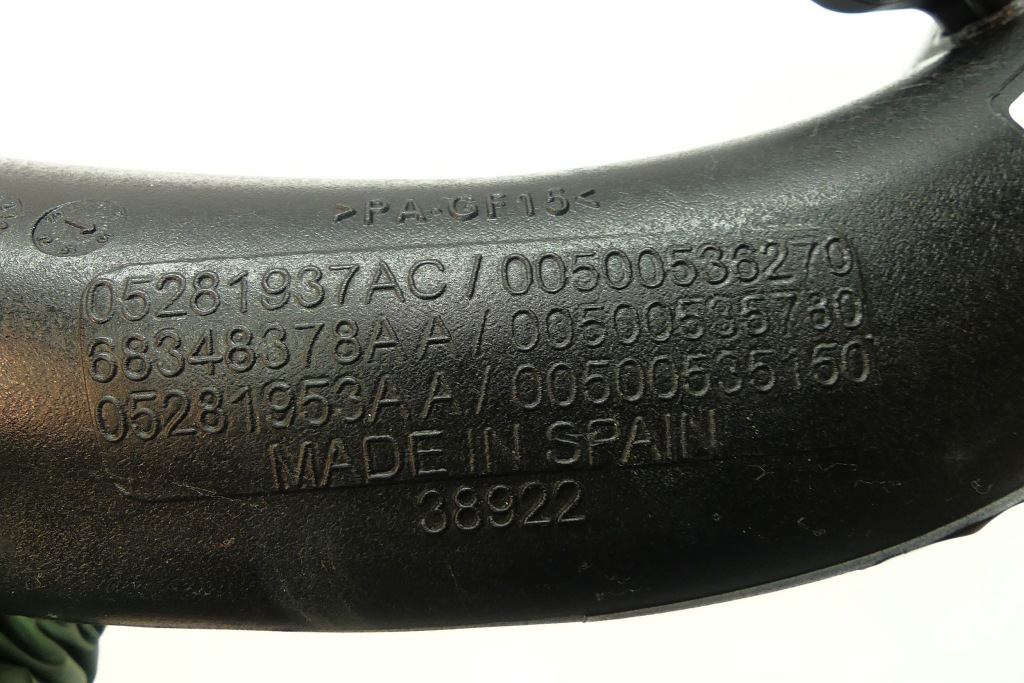 >PA-GF15<
05281937AC / 00500536270
68348378AA / 00500535780
05281953AA / 00500535150
MADE IN SPAIN
38922